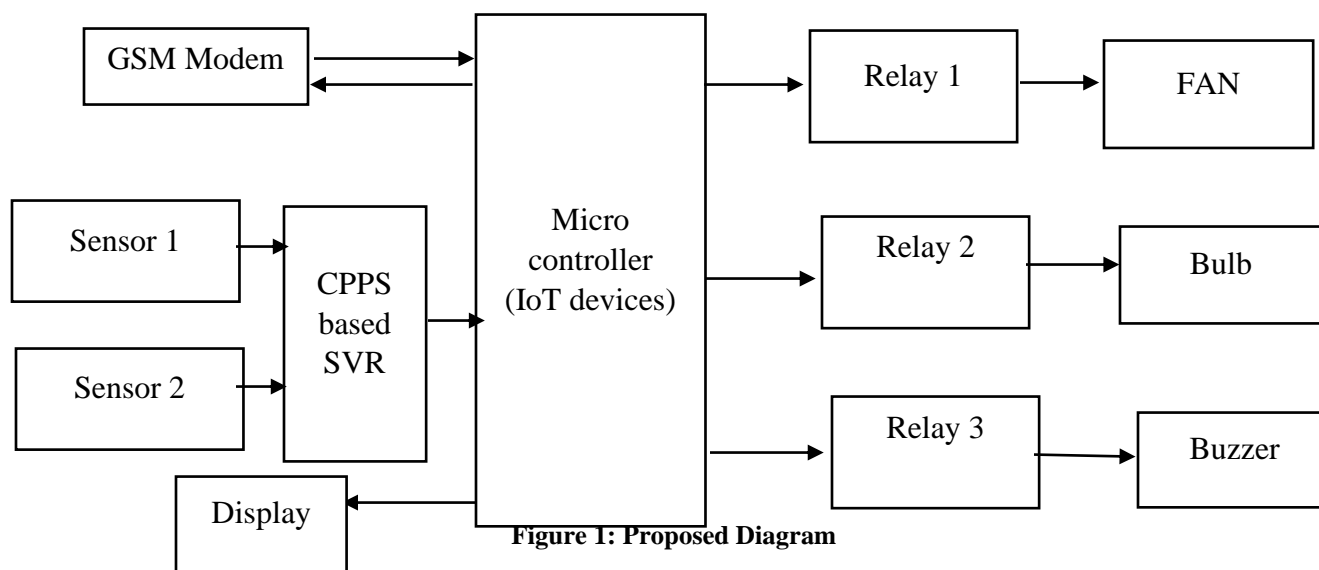 GSM Modem
Relay 1
FAN
Sensor 1
Micro
controller
(IoT devices)
Relay 2
Bulb
CPPS
based
SVR
Sensor 2
Relay 3
Buzzer
Display
Figure 1: Proposed Diagram